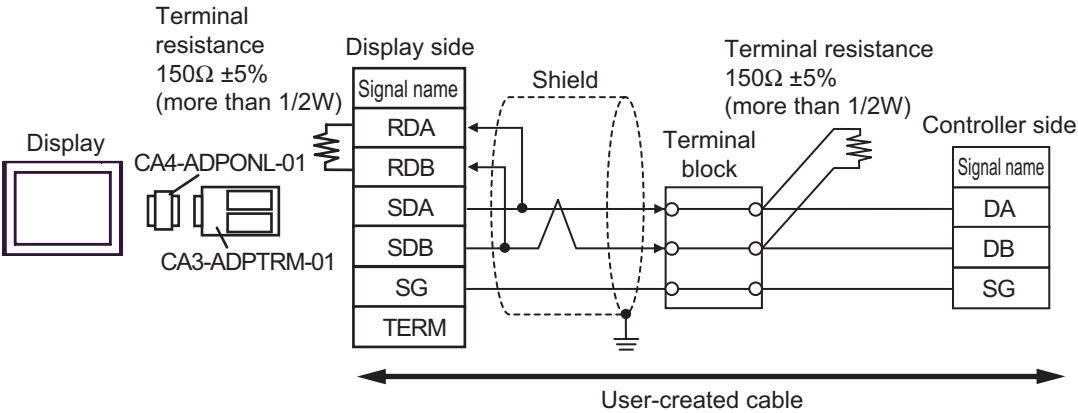 Terminal
resistance
150Ω ±5%
(more than 1/2W)
Display side
Signal name
RDA
RDB
SDA
SDB
SG
TERM
Display
CA4-ADPONL-01
CA3-ADPTRM-01
Shield
Terminal resistance
150Ω ±5%
(more than 1/2W)
Terminal
block
Controller side
Signal name
DA
DB
SG
User-created cable